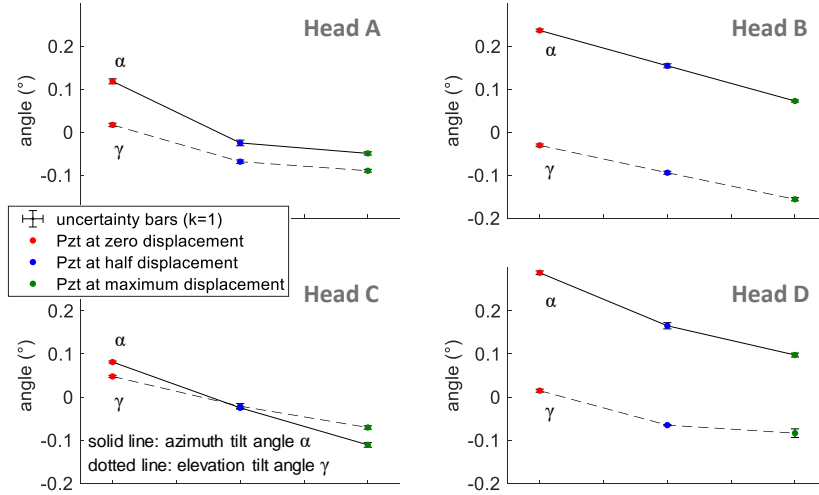 Head A
0.2
0.1
0
-0.1
angle (°)
α
γ
Head B
0.2
0.1
0
-0.1
-0.2
angle (°)
α
γ
uncertainty bars (k=1)
Pzt at zero displacement
Pzt at half displacement
Pzt at maximum displacement
Head C
0.2
0.1
0
-0.1
-0.2
angle (°)
α
γ
solid line: azimuth tilt angle α
dotted line: elevation tilt angle γ
Head D
0.2
0.1
0
-0.1
-0.2
angle (°)
α
γ